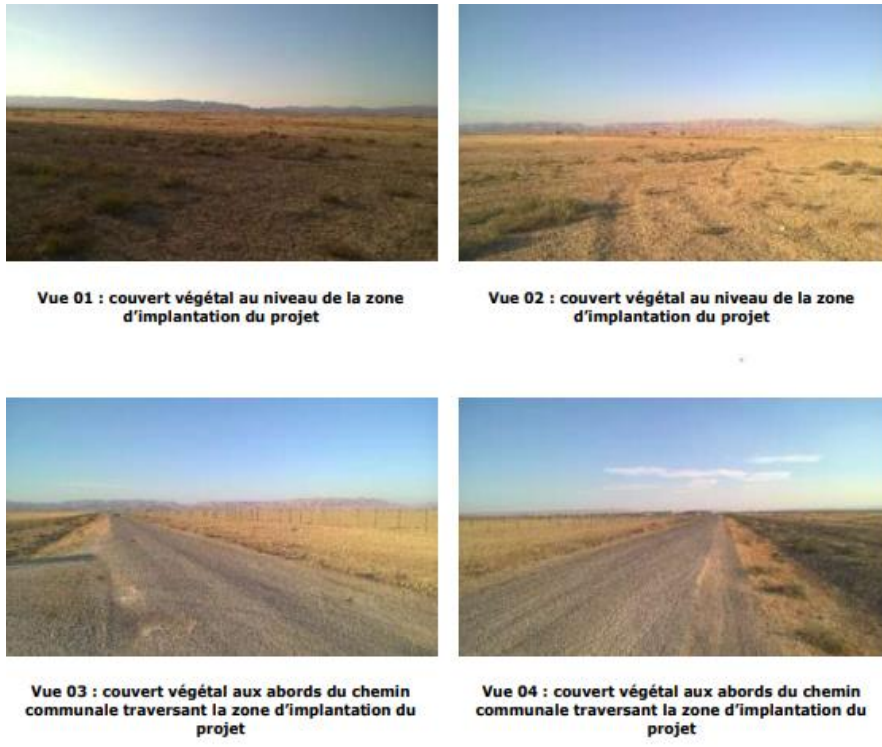 Vue 01 : couvert végétal au niveau de la zone
d'implantation du projet
Vue 02 : couvert végétal au niveau de la zone
d'implantation du projet
Vue 03 : couvert végétal aux abords du chemin
communale traversant la zone d'implantation du
projet
Vue 04 : couvert végétal aux abords du chemin
communale traversant la zone d'implantation du
projet